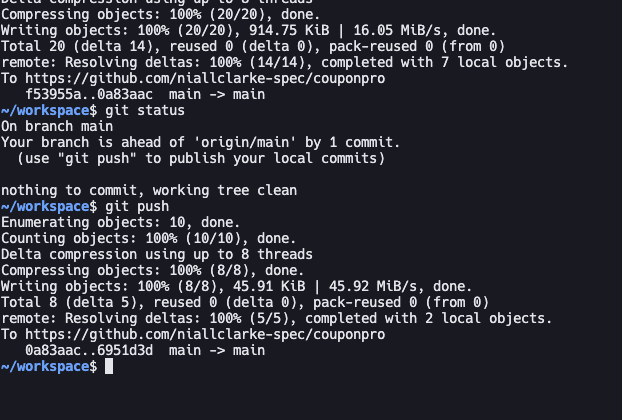 Delta compression using up to 8 threads
Compressing objects: 100% (20/20), done.
Writing objects: 100% (20/20), 914.75 KiB | 16.05 MiB/s, done.
Total 20 (delta 14), reused 0 (delta 0), pack-reused 0 (from 0)
remote: Resolving deltas: 100% (14/14), completed with 7 local objects.
To https://github.com/niallclarke-spec/couponpro
   f53955a..0a83aac  main -> main
~/workspace$ git status
On branch main
Your branch is ahead of 'origin/main' by 1 commit.
  (use "git push" to publish your local commits)

nothing to commit, working tree clean
~/workspace$ git push
Enumerating objects: 10, done.
Counting objects: 100% (10/10), done.
Delta compression using up to 8 threads
Compressing objects: 100% (8/8), done.
Writing objects: 100% (8/8), 45.91 KiB | 45.92 MiB/s, done.
Total 8 (delta 5), reused 0 (delta 0), pack-reused 0 (from 0)
remote: Resolving deltas: 100% (5/5), completed with 2 local objects.
To https://github.com/niallclarke-spec/couponpro
   0a83aac..6951d3d  main -> main
~/workspace$